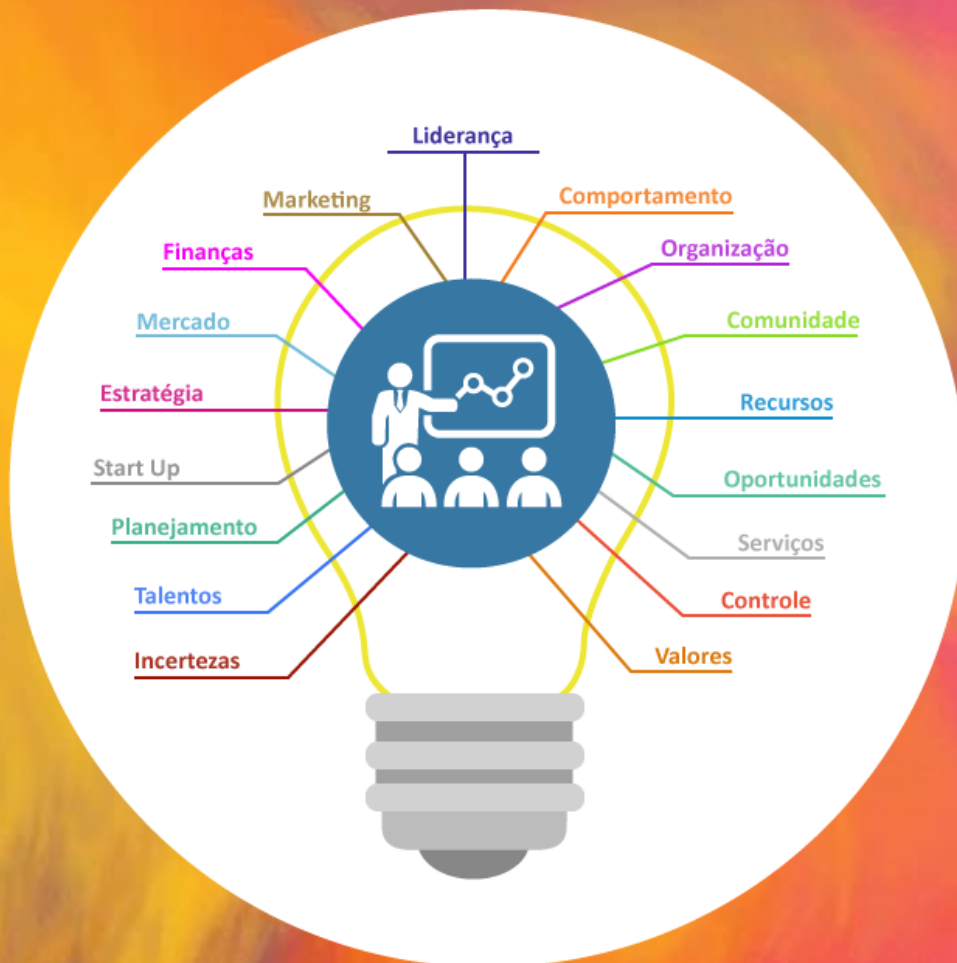 Liderança
Marketing
Comportamento
Finanças
Organização
Mercado
Comunidade
Estratégia
Recursos
Start Up
Oportunidades
Planejamento
Serviços
Talentos
Controle
Incertezas
Valores